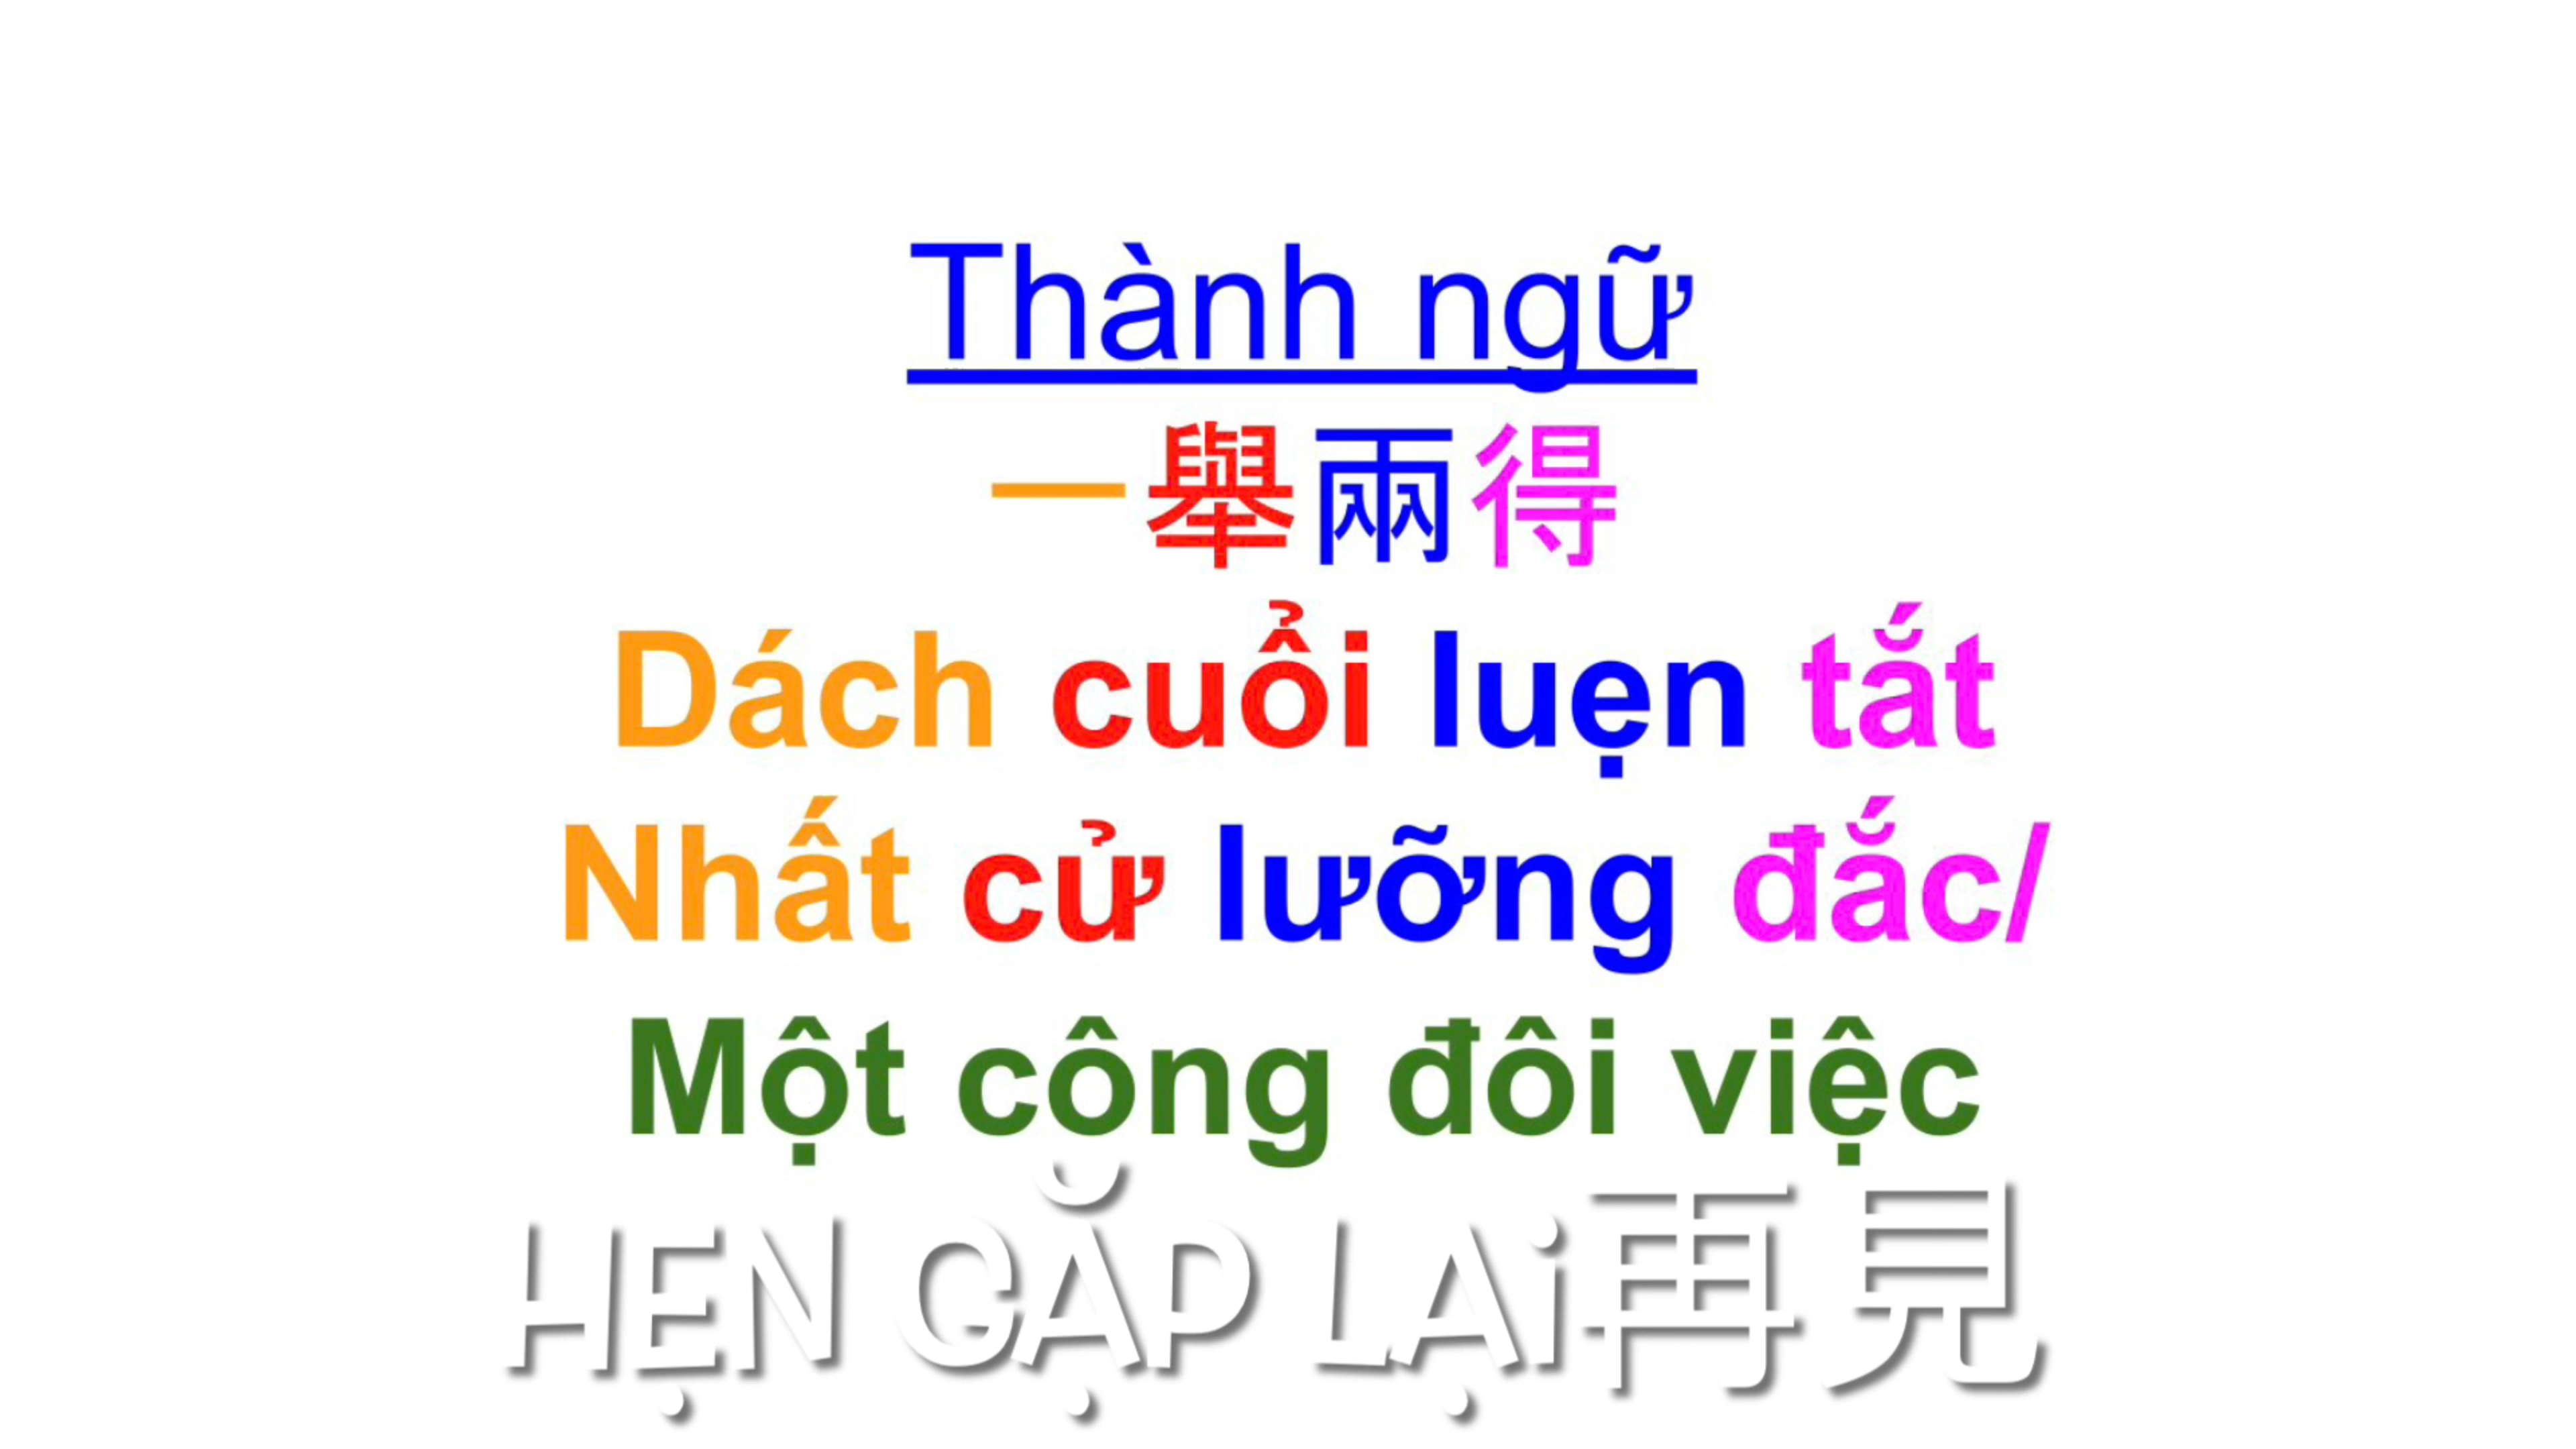 Thành ngữ
一舉兩得
Dách cuổi luẹn tắt
Nhất cử lưỡng đắc/
Một công đôi việc
HẸN GẶP LẠi再見